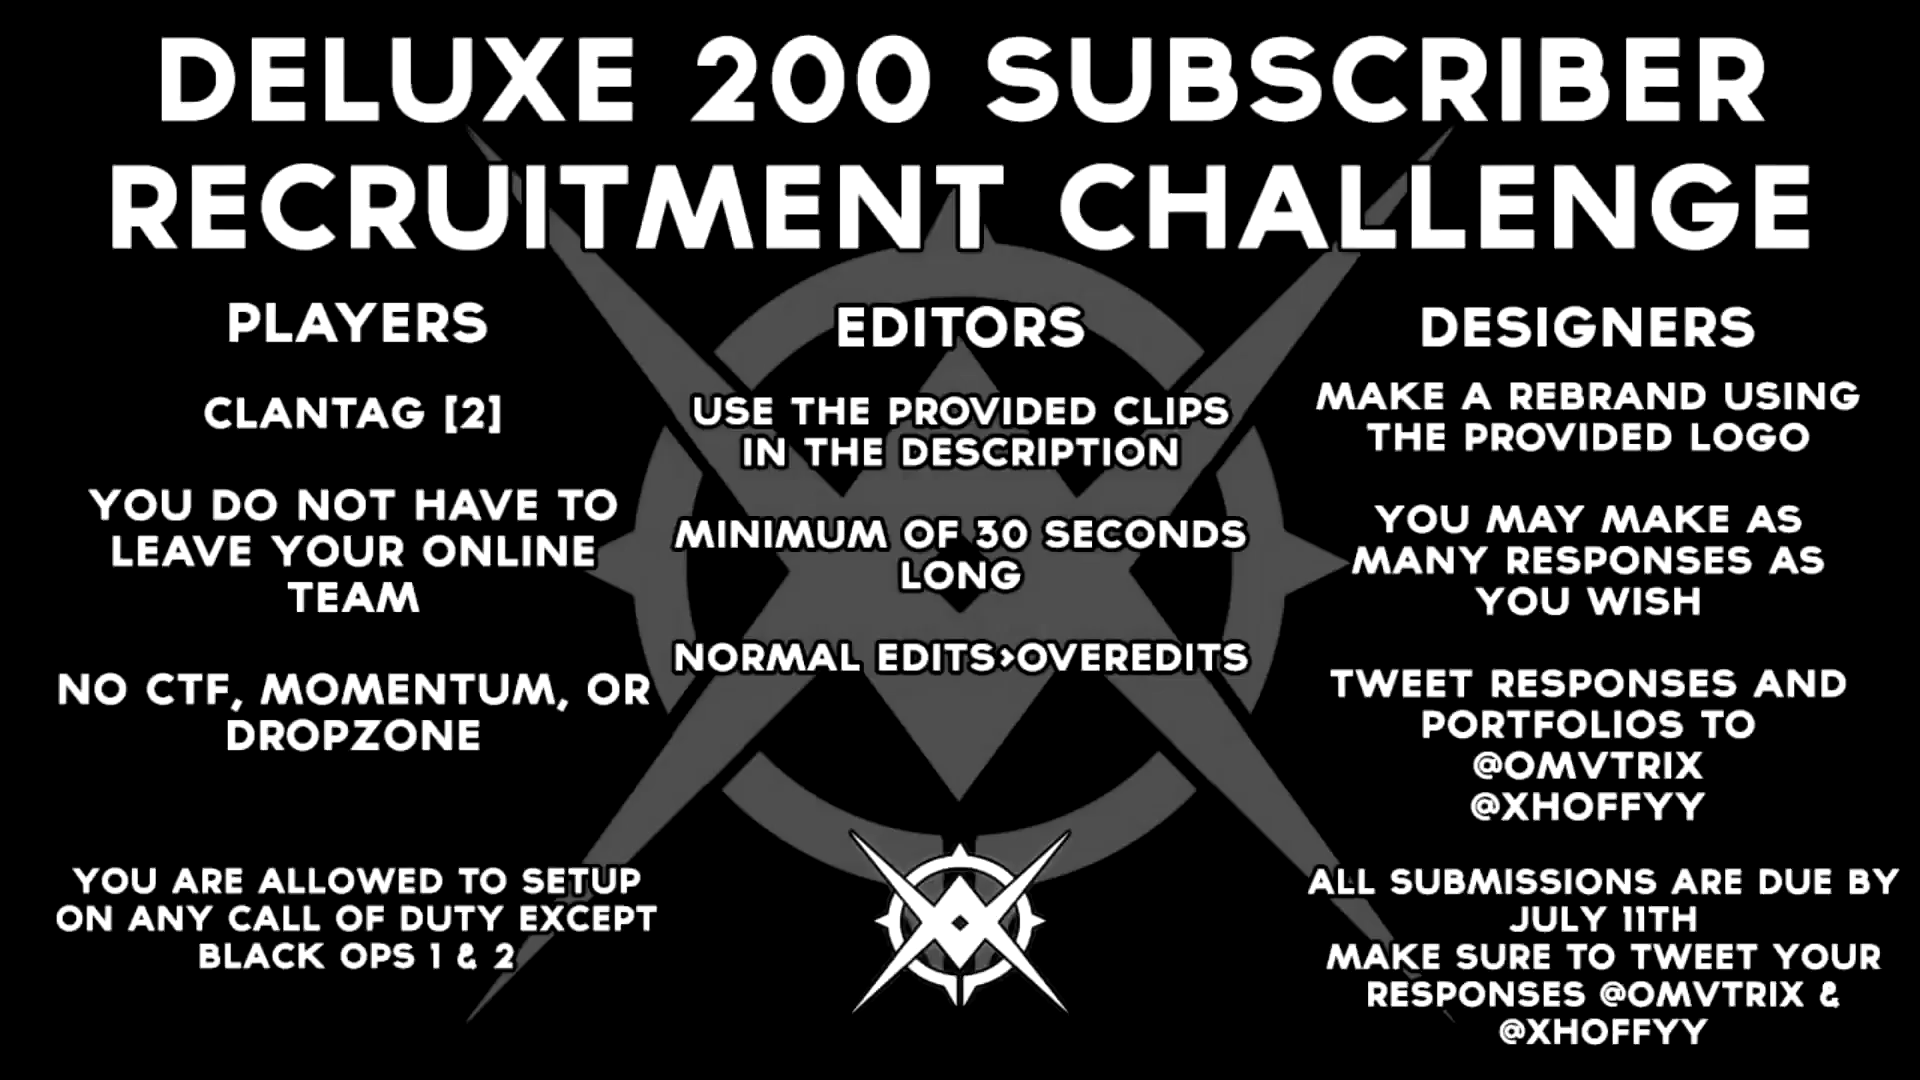 DELUXE 200 SUBSCRIBER
RECRUITMENT CHALLENGE
PLAYERS
CLANTAG [2]
YOU DO NOT HAVE TO
LEAVE YOUR ONLINE
TEAM
NO CTF, MOMENTUM, OR
DROPZONE
YOU ARE ALLOWED TO SETUP
ON ANY CALL OF DUTY EXCEPT
BLACK OPS 1 & 2
EDITORS
USE THE PROVIDED CLIPS
IN THE DESCRIPTION
MINIMUM OF 30 SECONDS
LONG
NORMAL EDITS>OVEREDITS
DESIGNERS
MAKE A REBRAND USING
THE PROVIDED LOGO
YOU MAY MAKE AS
MANY RESPONSES AS
YOU WISH
TWEET RESPONSES AND
PORTFOLIOS TO
@OMVTRIX
@XHOFFYY
ALL SUBMISSIONS ARE DUE BY
JULY 11TH
MAKE SURE TO TWEET YOUR
RESPONSES @OMVTRIX &
@XHOFFYY